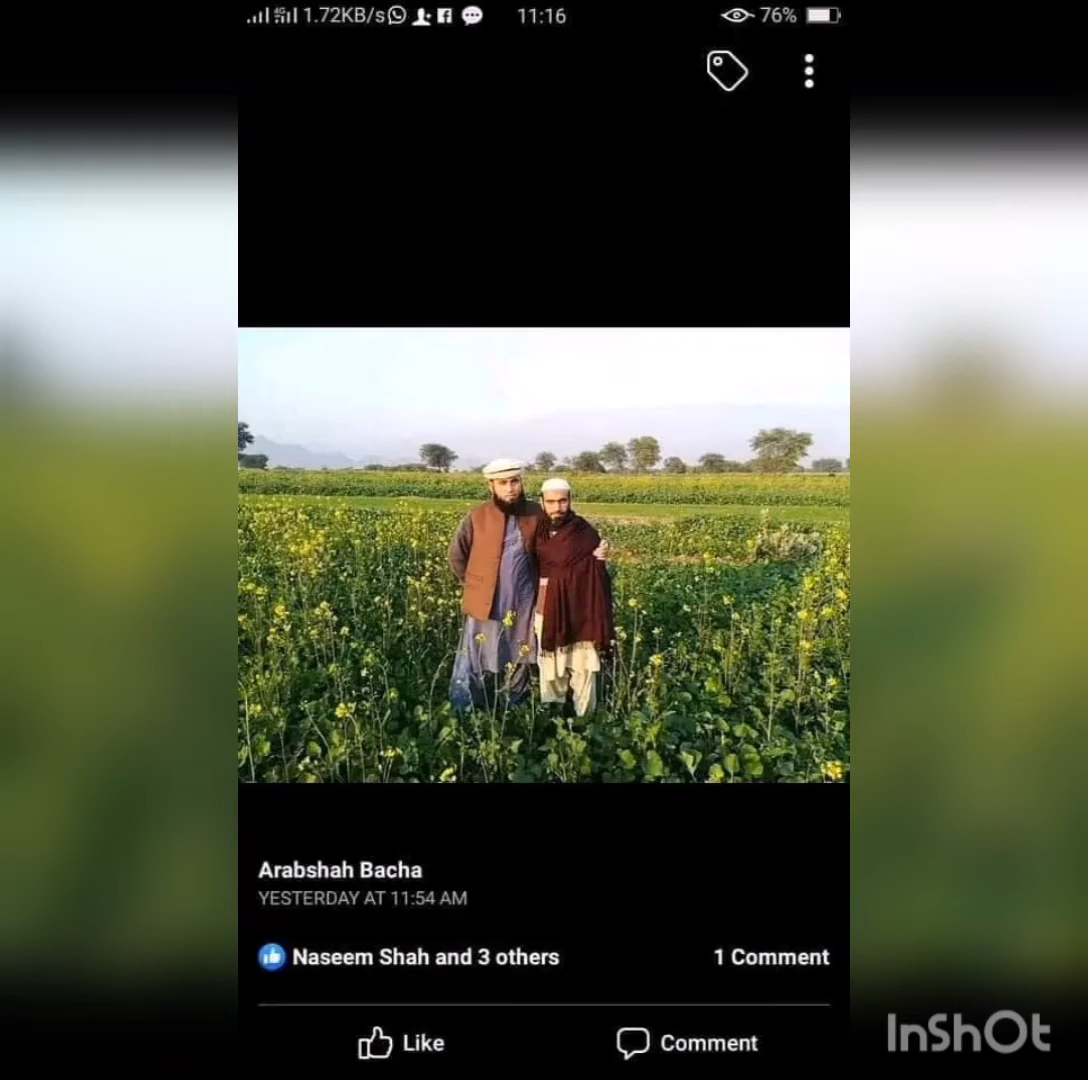 4G 1.72KB/s 11:16 76%
Arabshah Bacha
YESTERDAY AT 11:54 AM
Naseem Shah and 3 others 1 Comment
Like Comment
InShOt